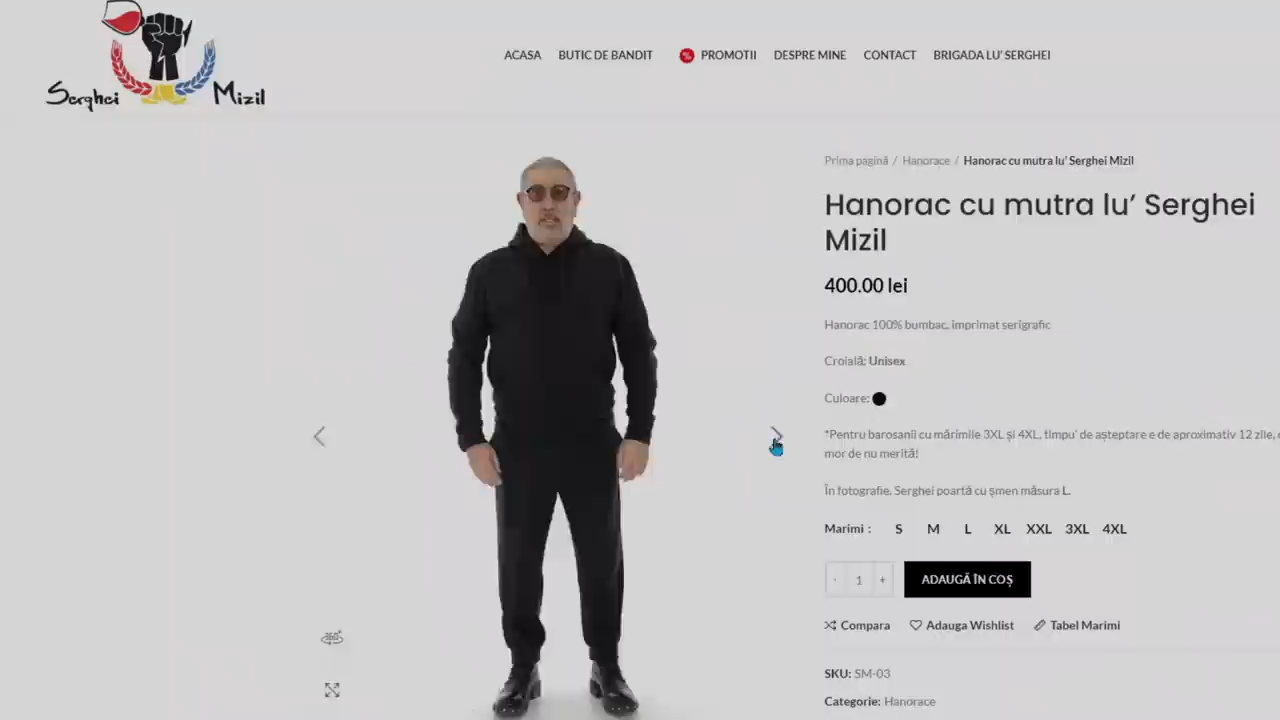 Serghei Mizil
ACASA BUTIC DE BANDIT % PROMOTII DESPRE MINE CONTACT BRIGADA LU' SERGHEI
Prima pagină / Hanorace / Hanorac cu mutra lu’ Serghei Mizil
Hanorac cu mutra lu’ Serghei
Mizil
400.00 lei
Hanorac 100% bumbac, imprimat serigrafic
Croială: Unisex
Culoare:
*Pentru barosanii cu mărimile 3XL și 4XL, timpu’ de așteptare e de aproximativ 12 zile,
mor de nu merită!
În fotografie, Serghei poartă cu șmen măsura L.
Marimi : S M L XL XXL 3XL 4XL
- 1 + ADAUGĂ ÎN COȘ
Compara Adauga Wishlist Tabel Marimi
360°
SKU: SM-03
Categorie: Hanorace